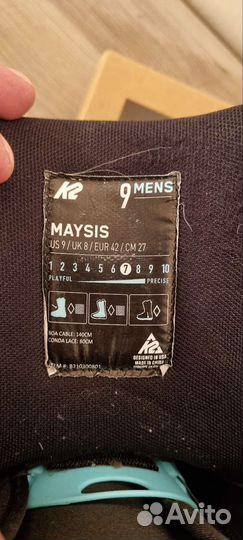 K2 9 MENS
MAYSIS
US 9 / UK 8 / EUR 42 / CM 27
1 2 3 4 5 6 7 8 9 10
PLAYFUL PRECISE
BOA CABLE: 140CM
CONDA LACE: 80CM
K2
DESIGNED IN USA
MADE IN CHINA
Avito